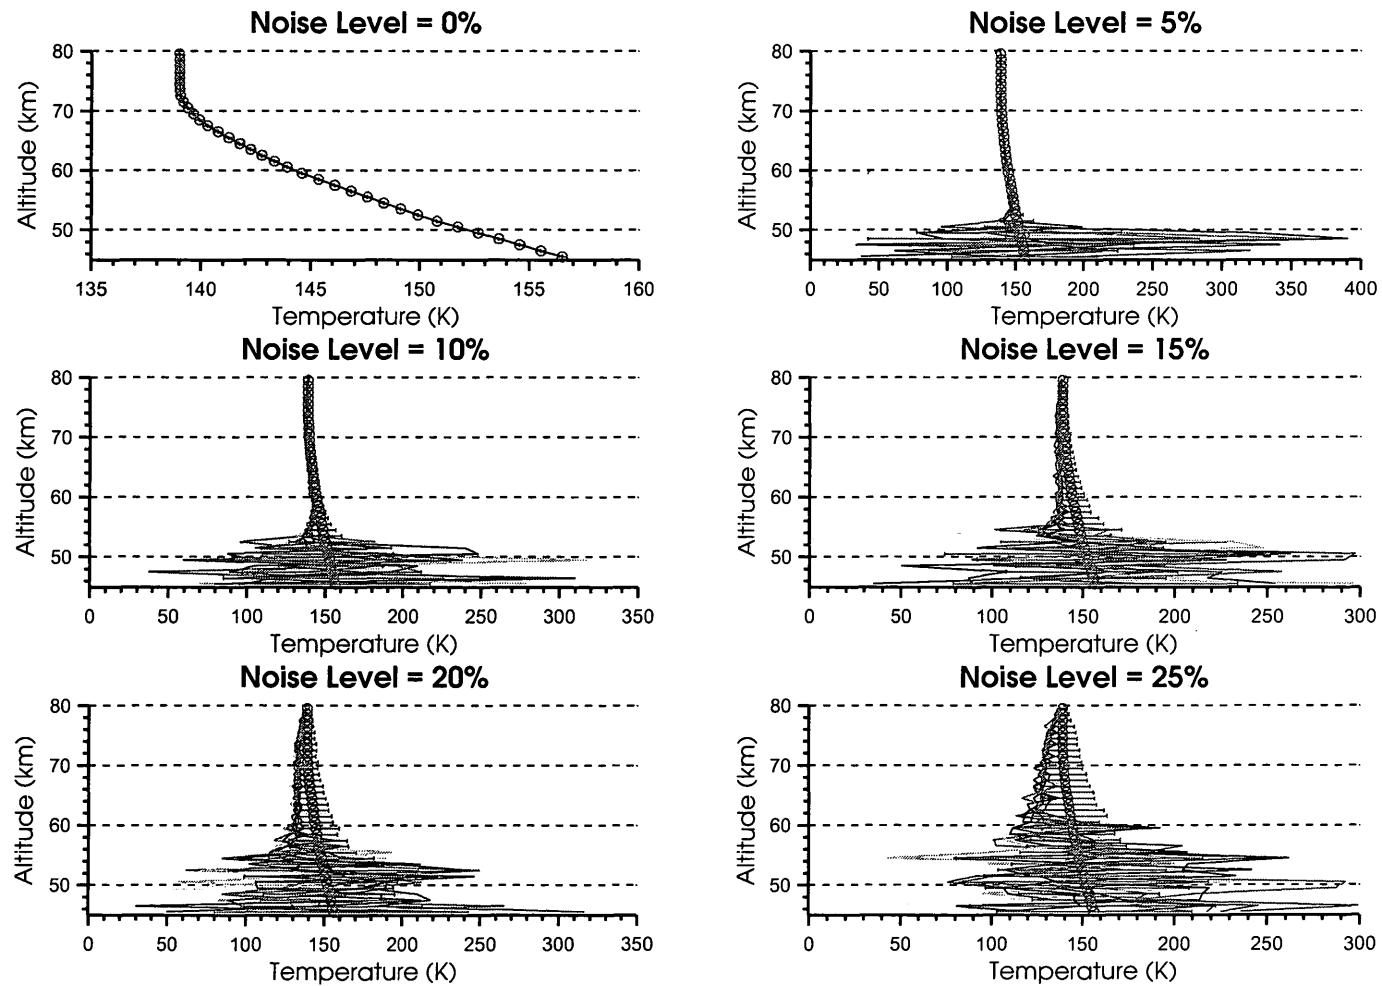 Noise Level = 0%
80
70
60
50
Altitude (km)
135 140 145 150 155 160
Temperature (K)
Noise Level = 5%
80
70
60
50
Altitude (km)
0 50 100 150 200 250 300 350 400
Temperature (K)
Noise Level = 10%
80
70
60
50
Altitude (km)
0 50 100 150 200 250 300 350
Temperature (K)
Noise Level = 15%
80
70
60
50
Altitude (km)
0 50 100 150 200 250 300
Temperature (K)
Noise Level = 20%
80
70
60
50
Altitude (km)
0 50 100 150 200 250 300 350
Temperature (K)
Noise Level = 25%
80
70
60
50
Altitude (km)
0 50 100 150 200 250 300
Temperature (K)